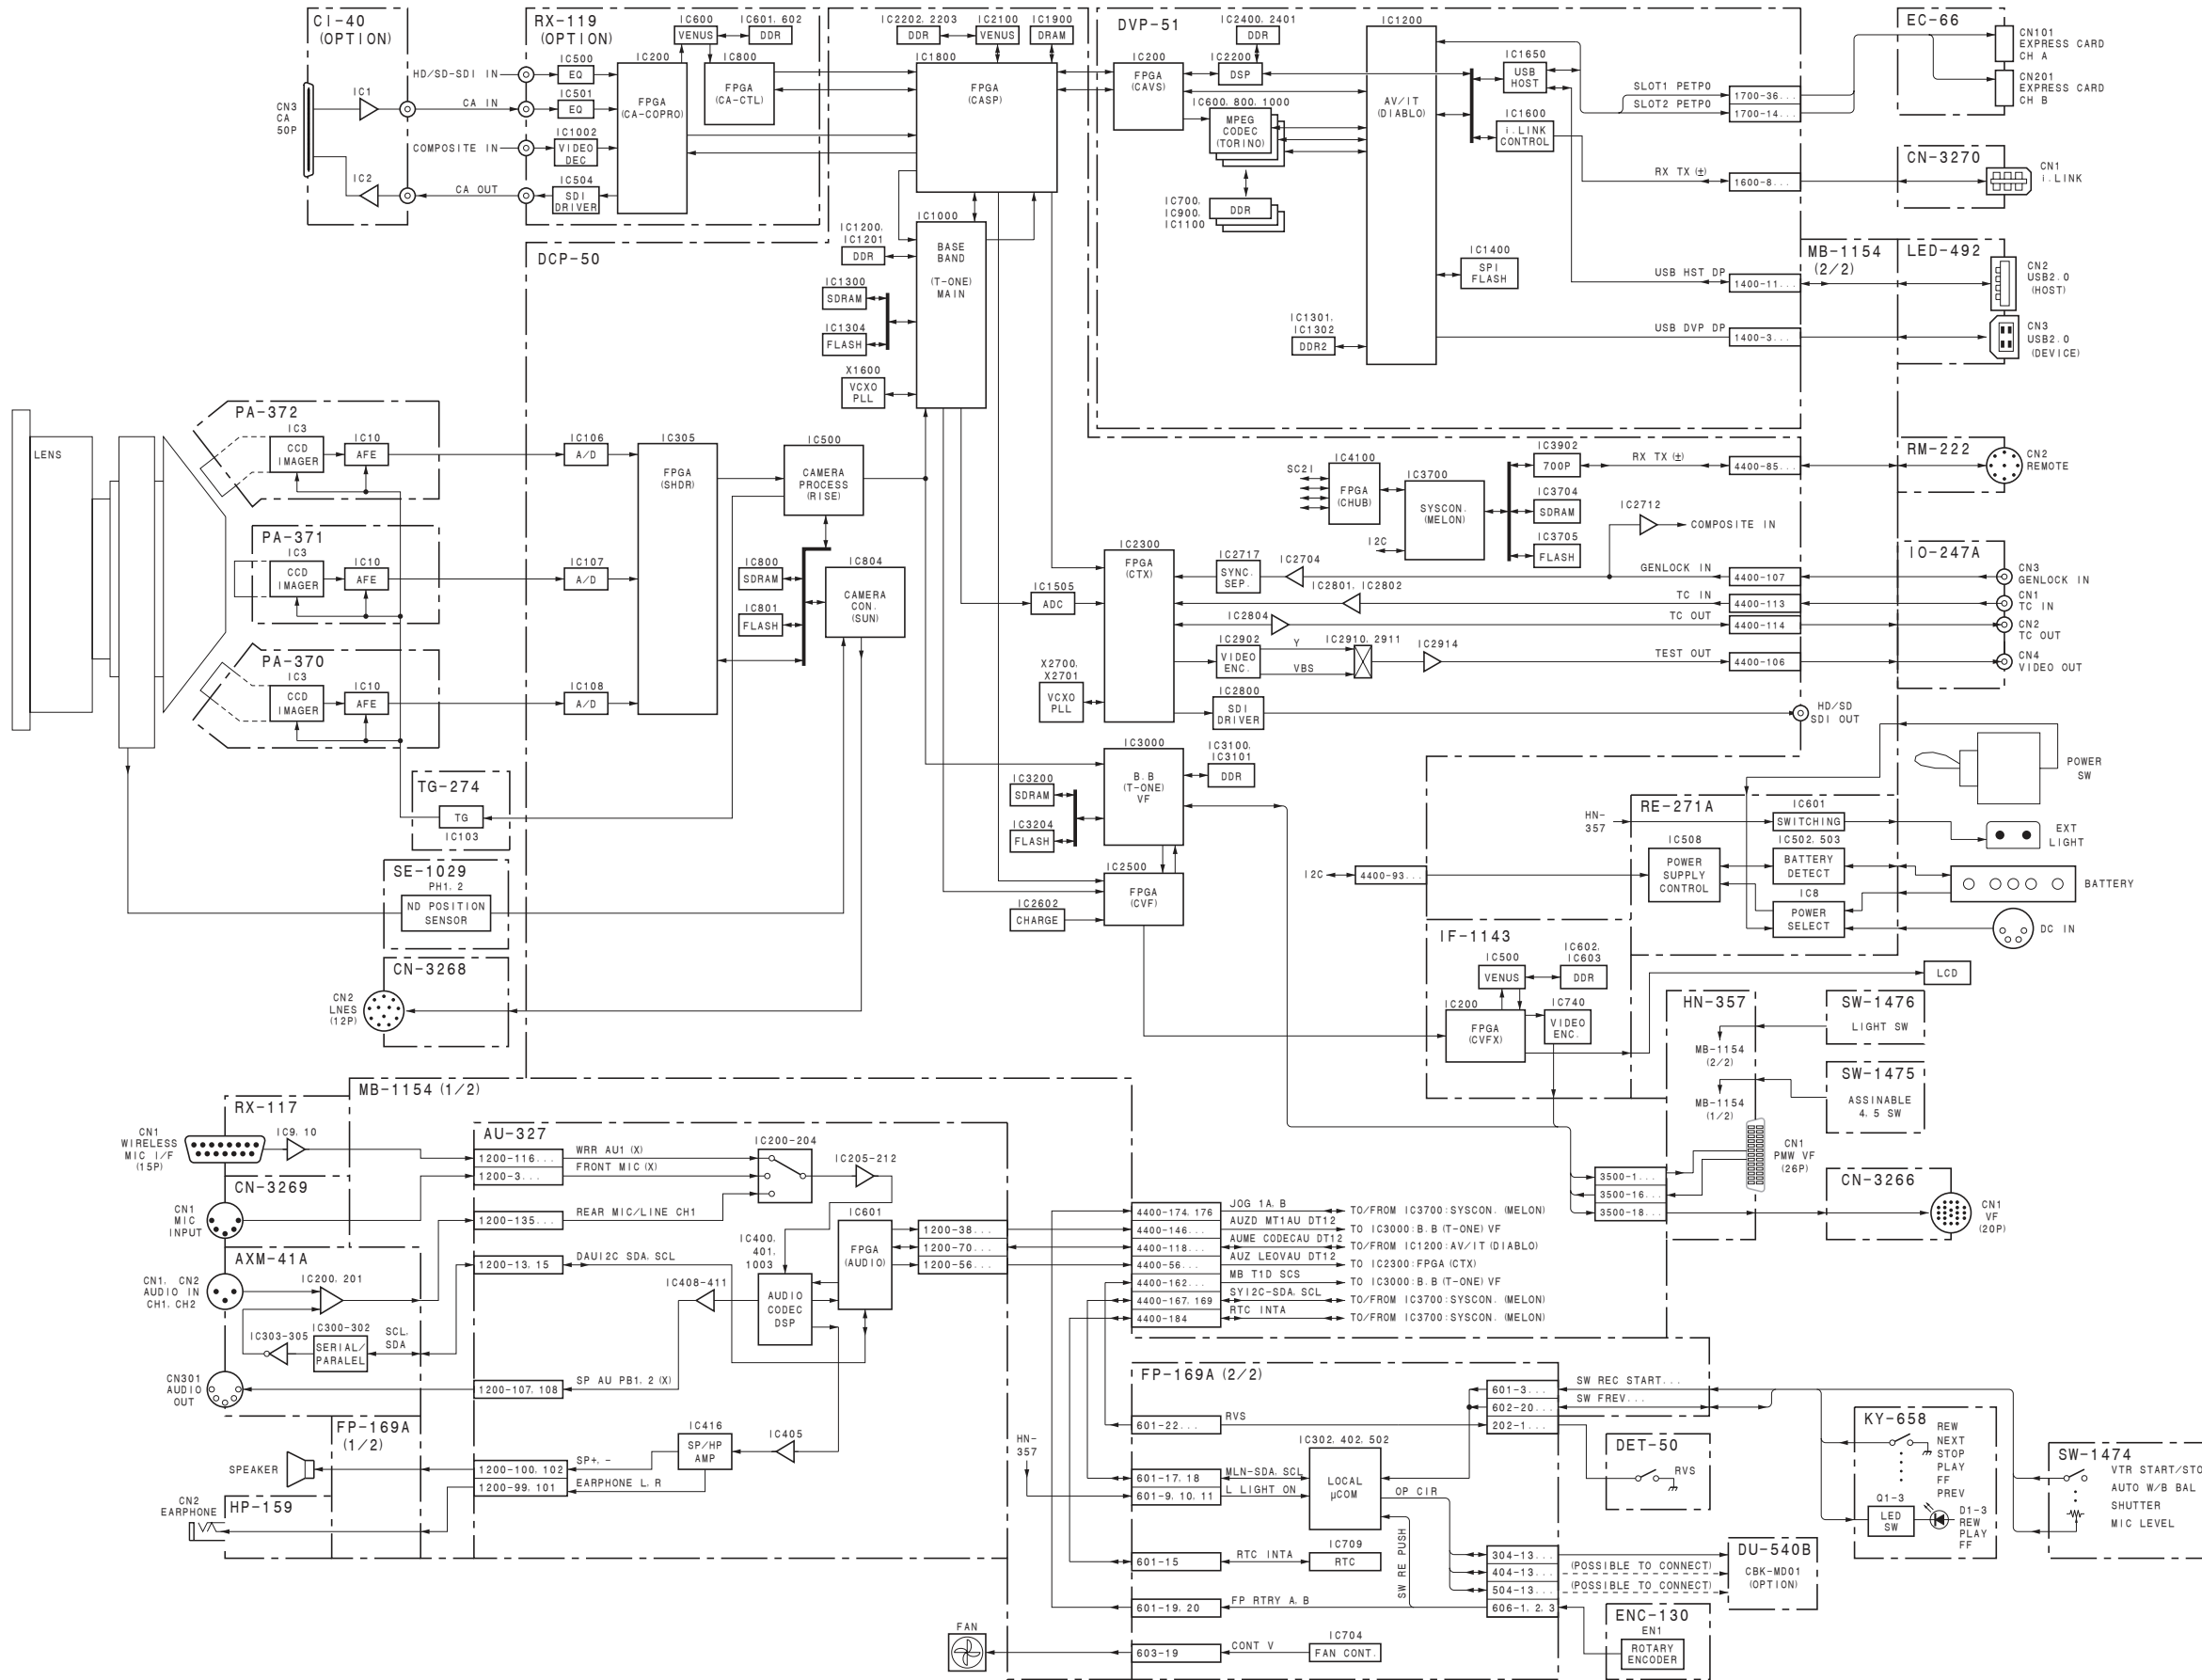 CI-40
(OPTION)
CN3
CA
50P
IC1
IC2
RX-119
(OPTION)
HD/SD-SDI IN
CA IN
COMPOSITE IN
CA OUT
IC500
EQ
IC501
EQ
IC1002
VIDEO
DEC
IC504
SDI
DRIVER
IC200
FPGA
(CA-COPRO)
IC600
VENUS
IC601, 602
DDR
IC800
FPGA
(CA-CTL)
IC2202, 2203
DDR
IC2100
VENUS
IC1900
DRAM
IC1800
FPGA
(CASP)
DVP-51
IC200
FPGA
(CAVS)
IC2400, 2401
DDR
IC2200
DSP
IC600, 800, 1000
MPEG
CODEC
(TORINO)
IC700,
IC900,
IC1100
DDR
IC1200
AV/IT
(DIABLO)
IC1650
USB
HOST
IC1600
i.LINK
CONTROL
IC1400
SPI
FLASH
IC1301,
IC1302
DDR2
SLOT1 PETP0
1700-36...
SLOT2 PETP0
1700-14...
RX TX (±)
1600-8...
USB HST DP
1400-11...
USB DVP DP
1400-3...
MB-1154
(2/2)
EC-66
CN101
EXPRESS CARD
CH A
CN201
EXPRESS CARD
CH B
CN-3270
CN1
i.LINK
LED-492
CN2
USB2.0
(HOST)
CN3
USB2.0
(DEVICE)
DCP-50
IC1200,
IC1201
DDR
IC1300
SDRAM
IC1304
FLASH
X1600
VCXO
PLL
IC1000
BASE
BAND
(T-ONE)
MAIN
LENS
PA-372
IC3
CCD
IMAGER
IC10
AFE
PA-371
IC3
CCD
IMAGER
IC10
AFE
PA-370
IC3
CCD
IMAGER
IC10
AFE
IC106
A/D
IC107
A/D
IC108
A/D
IC305
FPGA
(SHDR)
IC500
CAMERA
PROCESS
(RISE)
IC800
SDRAM
IC801
FLASH
IC804
CAMERA
CON.
(SUN)
TG-274
TG
IC103
SE-1029
PH1, 2
ND POSITION
SENSOR
CN-3268
CN2
LNES
(12P)
SC2I
IC4100
FPGA
(CHUB)
I2C
IC3700
SYSCON.
(MELON)
IC3902
700P
IC3704
SDRAM
IC3705
FLASH
RX TX (±)
4400-85...
RM-222
CN2
REMOTE
IC2712
COMPOSITE IN
IC1505
ADC
IC2300
FPGA
(CTX)
IC2717
SYNC.
SEP.
IC2704
IC2801, IC2802
IC2804
IC2902
VIDEO
ENC.
Y
VBS
IC2910, 2911
IC2914
IC2800
SDI
DRIVER
X2700,
X2701
VCXO
PLL
GENLOCK IN
4400-107
TC IN
4400-113
TC OUT
4400-114
TEST OUT
4400-106
HD/SD
SDI OUT
IO-247A
CN3
GENLOCK IN
CN1
TC IN
CN2
TC OUT
CN4
VIDEO OUT
IC3000
B.B
(T-ONE)
VF
IC3100,
IC3101
DDR
IC3200
SDRAM
IC3204
FLASH
IC2500
FPGA
(CVF)
IC2602
CHARGE
POWER
SW
RE-271A
HN-
357
IC601
SWITCHING
IC508
POWER
SUPPLY
CONTROL
IC502, 503
BATTERY
DETECT
IC8
POWER
SELECT
I2C
4400-93...
EXT
LIGHT
BATTERY
DC IN
IF-1143
IC500
VENUS
IC602,
IC603
DDR
IC200
FPGA
(CVFX)
IC740
VIDEO
ENC.
LCD
HN-357
MB-1154
(2/2)
MB-1154
(1/2)
SW-1476
LIGHT SW
SW-1475
ASSINABLE
4, 5 SW
CN1
PMW VF
(26P)
3500-1...
3500-16...
3500-18...
CN-3266
CN1
VF
(20P)
MB-1154 (1/2)
RX-117
CN1
WIRELESS
MIC I/F
(15P)
IC9, 10
CN-3269
CN1
MIC
INPUT
AXM-41A
CN1, CN2
AUDIO IN
CH1, CH2
IC200, 201
IC303-305
IC300-302
SERIAL/
PARALEL
SCL,
SDA
CN301
AUDIO
OUT
AU-327
1200-116...
WRR AU1 (X)
1200-3...
FRONT MIC (X)
1200-135...
REAR MIC/LINE CH1
1200-13, 15
DAUI2C SDA, SCL
IC200-204
IC205-212
IC400,
401,
1003
AUDIO
CODEC
DSP
IC408-411
IC601
FPGA
(AUDIO)
1200-38...
1200-70...
1200-56...
1200-107, 108
SP AU PB1, 2 (X)
IC416
SP/HP
AMP
IC405
1200-100, 102
SP+, -
1200-99, 101
EARPHONE L, R
FP-169A
(1/2)
SPEAKER
HP-159
CN2
EARPHONE
4400-174, 176
JOG 1A, B
TO/FROM IC3700:SYSCON. (MELON)
4400-146...
AUZD MT1AU DT12
TO IC3000:B.B (T-ONE) VF
4400-118...
AUME CODECAU DT12
TO/FROM IC1200:AV/IT (DIABLO)
4400-56...
AUZ LEOVAU DT12
TO IC2300:FPGA (CTX)
4400-162...
MB T1D SCS
TO IC3000:B.B (T-ONE) VF
4400-167, 169
SYI2C-SDA, SCL
TO/FROM IC3700:SYSCON. (MELON)
4400-184
RTC INTA
TO/FROM IC3700:SYSCON. (MELON)
FP-169A (2/2)
601-22...
RVS
HN-
357
601-17, 18
MLN-SDA, SCL
601-9, 10, 11
L LIGHT ON
IC302, 402, 502
LOCAL
µCOM
OP CIR
SW RE PUSH
601-15
RTC INTA
IC709
RTC
601-19, 20
FP RTRY A, B
603-19
CONT V
IC704
FAN CONT.
FAN
601-3...
SW REC START...
602-20...
SW FREV...
202-1...
DET-50
RVS
304-13...
404-13...
(POSSIBLE TO CONNECT)
504-13...
(POSSIBLE TO CONNECT)
606-1, 2, 3
DU-540B
CBK-MD01
(OPTION)
ENC-130
EN1
ROTARY
ENCODER
KY-658
REW
NEXT
STOP
PLAY
FF
PREV
Q1-3
LED
SW
D1-3
REW
PLAY
FF
SW-1474
VTR START/STO
AUTO W/B BAL
SHUTTER
MIC LEVEL